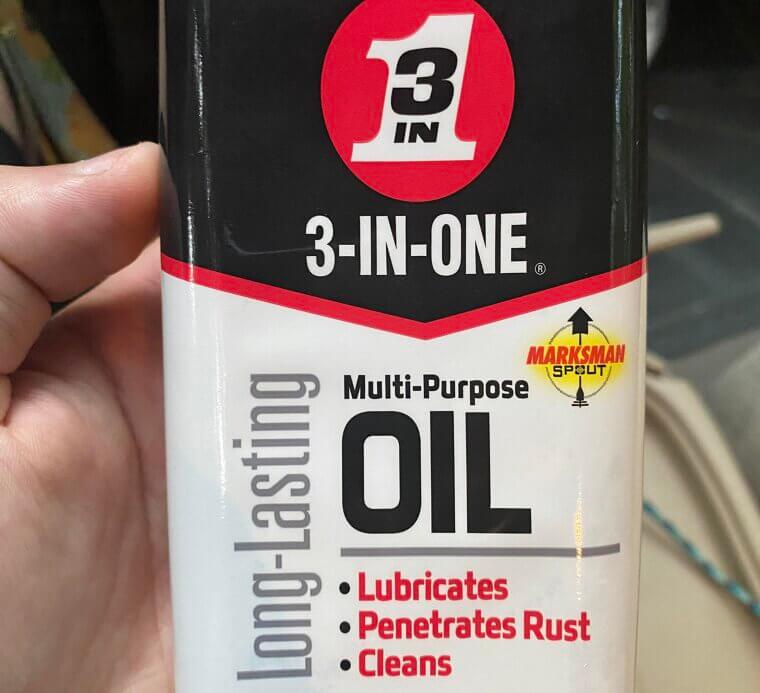 3
IN
1
3-IN-ONE®
MARKSMAN
SPOUT
Long-Lasting
Multi-Purpose
OIL
• Lubricates
• Penetrates Rust
• Cleans